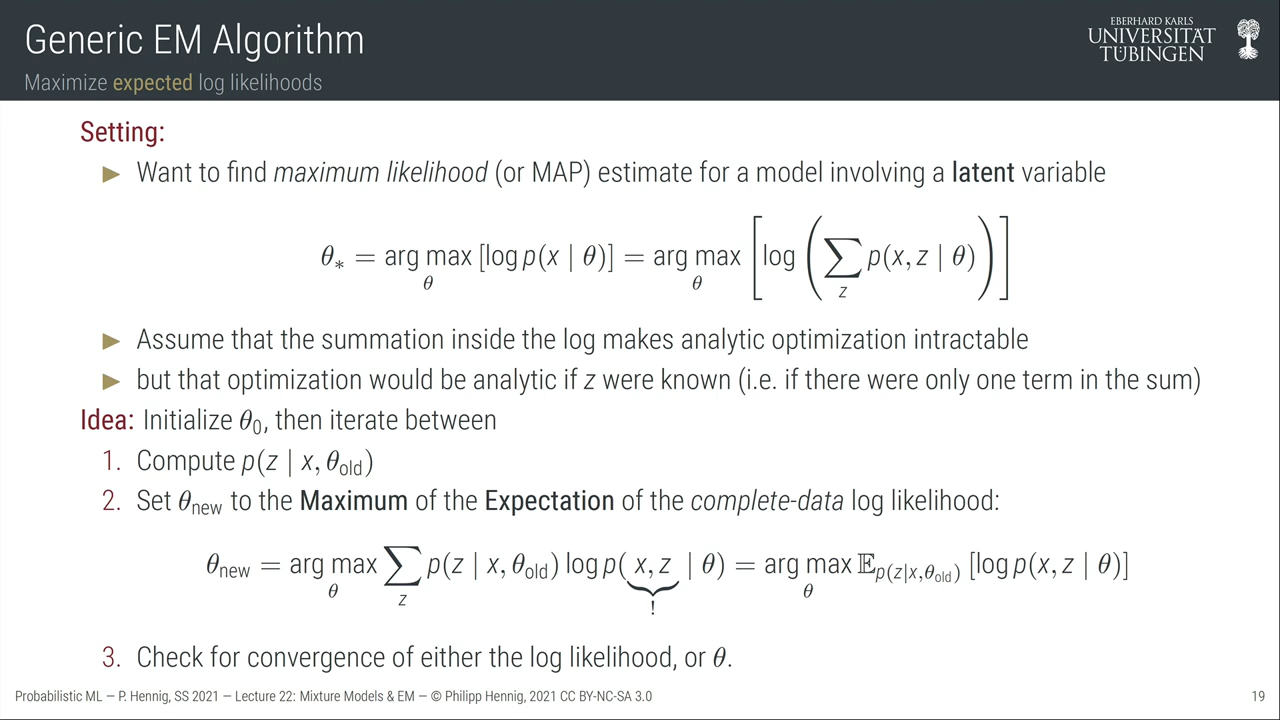 Generic EM Algorithm
Maximize expected log likelihoods
EBERHARD KARLS
UNIVERSITÄT
TÜBINGEN
Setting:
▶ Want to find maximum likelihood (or MAP) estimate for a model involving a latent variable
θ∗ = arg max_θ [log p(x | θ)] = arg max_θ [log (∑_z p(x, z | θ))]
▶ Assume that the summation inside the log makes analytic optimization intractable
▶ but that optimization would be analytic if z were known (i.e. if there were only one term in the sum)
Idea: Initialize θ₀, then iterate between
1. Compute p(z | x, θ_old)
2. Set θ_new to the Maximum of the Expectation of the complete-data log likelihood:
θ_new = arg max_θ ∑_z p(z | x, θ_old) log p( x, z | θ) = arg max_θ 𝔼_p(z|x,θ_old) [log p(x, z | θ)]
!
3. Check for convergence of either the log likelihood, or θ.
Probabilistic ML — P. Hennig, SS 2021 — Lecture 22: Mixture Models & EM — © Philipp Hennig, 2021 CC BY-NC-SA 3.0
19